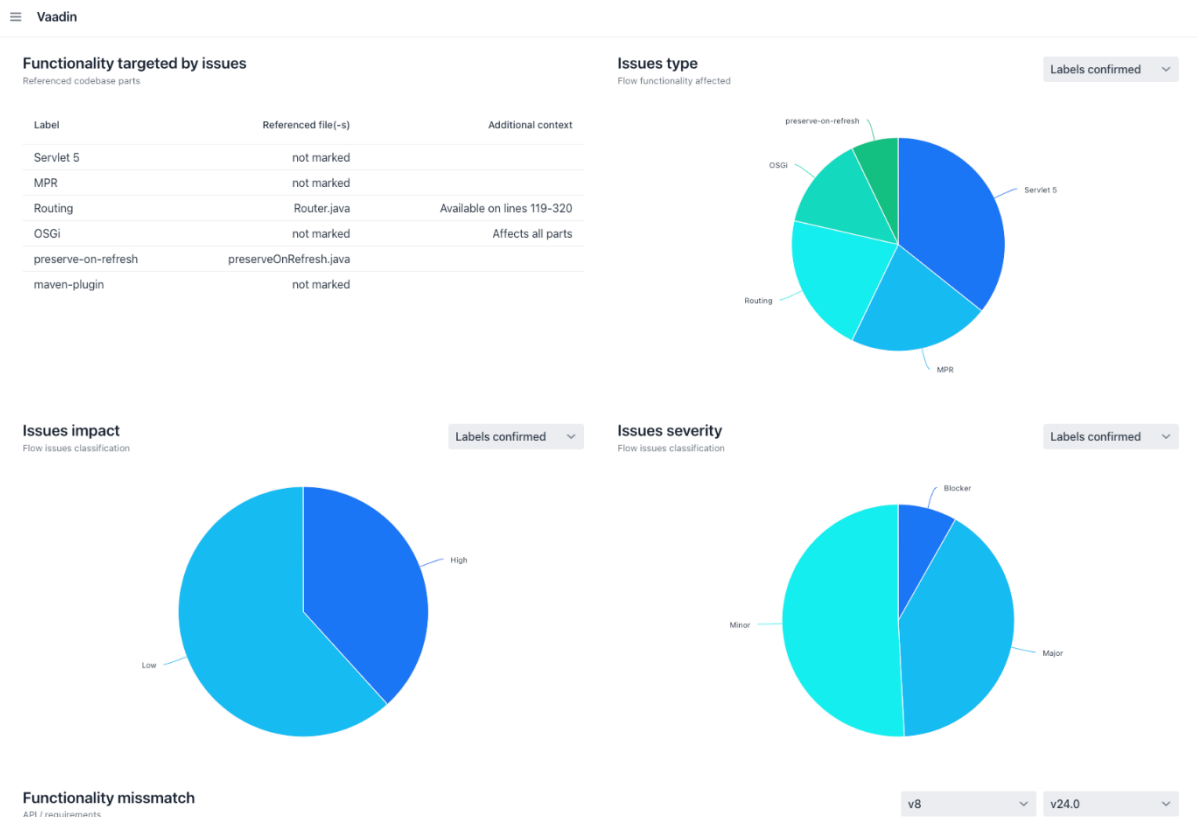 Vaadin
Functionality targeted by issues
Referenced codebase parts
Label Referenced file(-s) Additional context
Servlet 5 not marked
MPR not marked
Routing Router.java Available on lines 119-320
OSGi not marked Affects all parts
preserve-on-refresh preserveOnRefresh.java
maven-plugin not marked
Issues type
Flow functionality affected
Labels confirmed
preserve-on-refresh
OSGi
Servlet 5
Routing
MPR
Issues impact
Flow issues classification
Labels confirmed
High
Low
Issues severity
Flow issues classification
Labels confirmed
Blocker
Minor
Major
Functionality missmatch
API / requirements
v8
v24.0